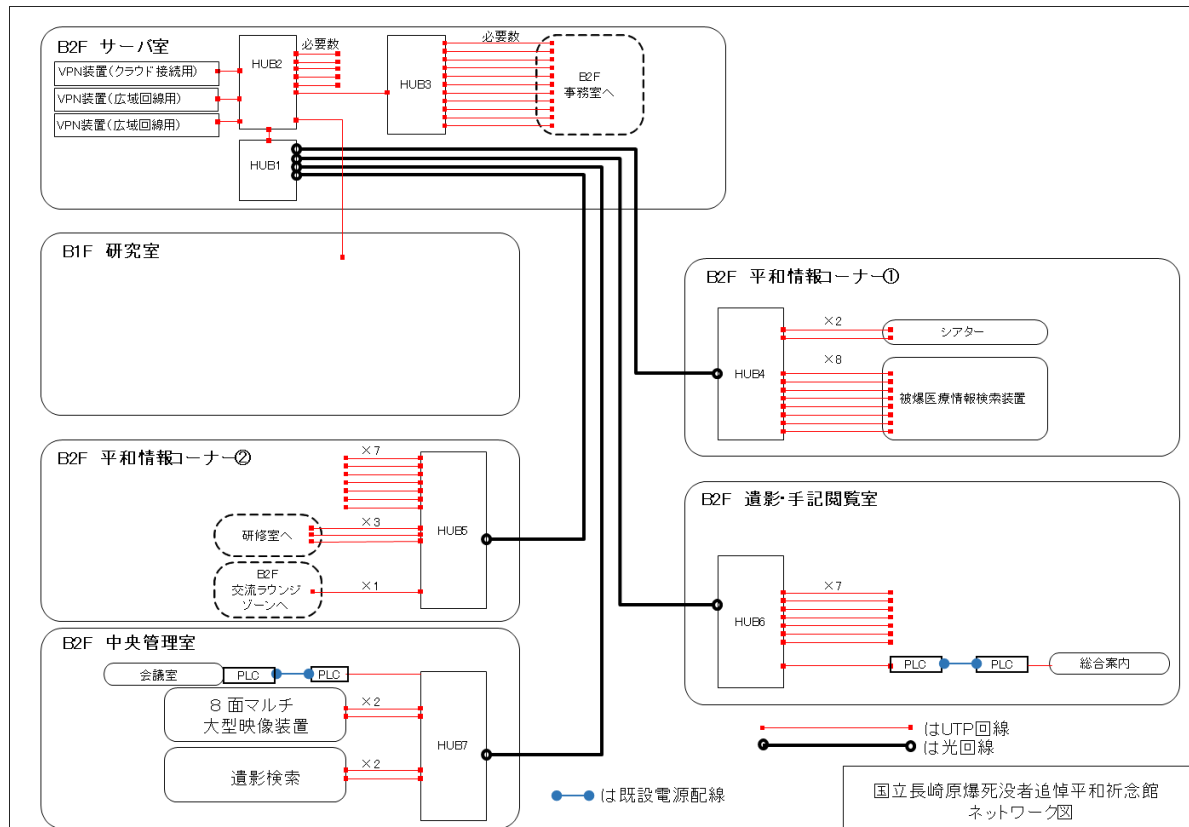 B2F サーバ室
VPN装置(クラウド接続用)
VPN装置(広域回線用)
VPN装置(広域回線用)
HUB2
必要数
HUB3
必要数
B2F
事務室へ
HUB1
B1F 研究室
B2F 平和情報コーナー①
HUB4
×2
シアター
×8
被爆医療情報検索装置
B2F 平和情報コーナー②
×7
研修室へ
×3
HUB5
B2F
交流ラウンジ
ゾーンへ
×1
B2F 遺影・手記閲覧室
HUB6
×7
PLC
PLC
総合案内
B2F 中央管理室
会議室
PLC
PLC
8面マルチ
大型映像装置
×2
HUB7
遺影検索
×2
はUTP回線
は光回線
は既設電源配線
国立長崎原爆死没者追悼平和祈念館
ネットワーク図